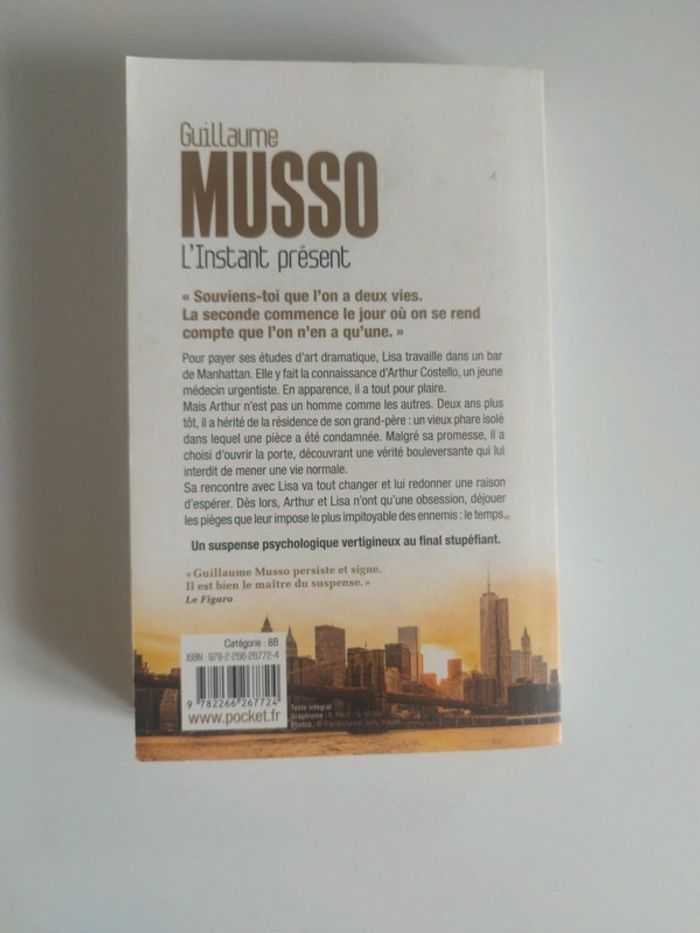 Guillaume
MUSSO
L'Instant présent
« Souviens-toi que l'on a deux vies.
La seconde commence le jour où on se rend
compte que l'on n'en a qu'une. »
Pour payer ses études d'art dramatique, Lisa travaille dans un bar
de Manhattan. Elle y fait la connaissance d'Arthur Costello, un jeune
médecin urgentiste. En apparence, il a tout pour plaire.
Mais Arthur n'est pas un homme comme les autres. Deux ans plus
tôt, il a hérité de la résidence de son grand-père : un vieux phare isolé
dans lequel une pièce a été condamnée. Malgré sa promesse, il a
choisi d'ouvrir la porte, découvrant une vérité bouleversante qui lui
interdit de mener une vie normale.
Sa rencontre avec Lisa va tout changer et lui redonner une raison
d'espérer. Dès lors, Arthur et Lisa n'ont qu'une obsession, déjouer
les pièges que leur impose le plus impitoyable des ennemis : le temps.
Un suspense psychologique vertigineux au final stupéfiant.
« Guillaume Musso persiste et signe.
Il est bien le maître du suspense. »
Le Figaro
Catégorie : 8B
ISBN : 978-2-266-26772-4
9 782266 267724
www.pocket.fr
Texte intégral
Graphisme :
Photos : ©